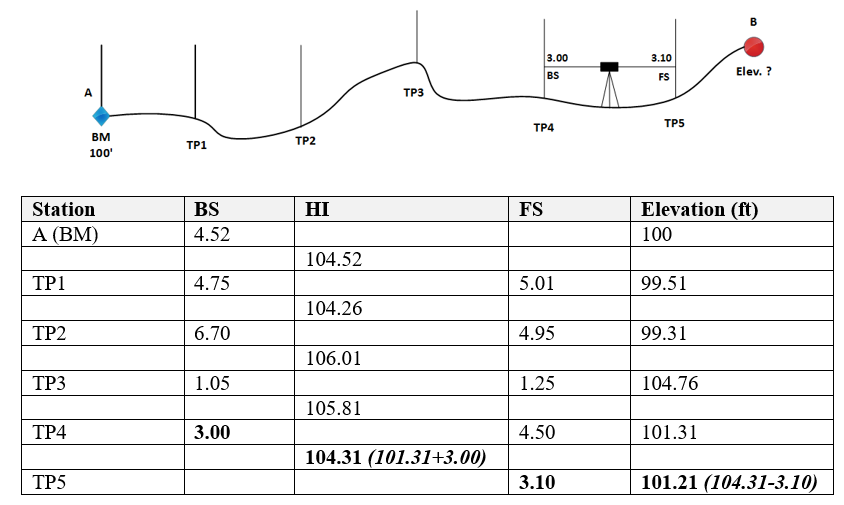 B
3.00
3.10
BS
FS
Elev. ?
A
TP3
BM
TP1
TP2
TP4
TP5
100'
Station BS HI FS Elevation (ft)
A (BM) 4.52 100
104.52
TP1 4.75 5.01 99.51
104.26
TP2 6.70 4.95 99.31
106.01
TP3 1.05 1.25 104.76
105.81
TP4 3.00 4.50 101.31
104.31 (101.31+3.00)
TP5 3.10 101.21 (104.31-3.10)